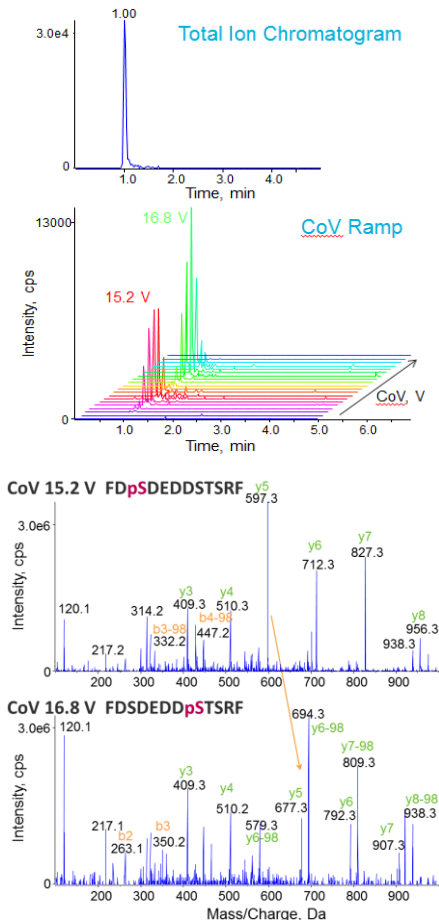 1.00
Total Ion Chromatogram
3.0e4
0
1.0 2.0 3.0 4.0
Time, min
13000
16.8 V
CoV Ramp
15.2 V
Intensity, cps
CoV, V
0
1.0 2.0 3.0 4.0 5.0 6.0
Time, min
CoV 15.2 V FDpSDEDDSTSRF
y5
597.3
3.0e6
y7
827.3
y6
712.3
Intensity, cps
y3
409.3
y4
510.3
y8
956.3
120.1
314.2
b3-98
332.2
b4-98
447.2
938.3
217.2
200 300 400 500 600 700 800 900
CoV 16.8 V FDSDEDDpSTSRF
694.3
y6-98
3.0e6
120.1
y7-98
809.3
y3
409.3
y4
510.2
y5
677.3
y6
792.3
y8-98
938.3
Intensity, cps
217.1
b2
263.1
b3
350.2
579.3
y6-98
y7
907.3
0
200 300 400 500 600 700 800 900
Mass/Charge, Da